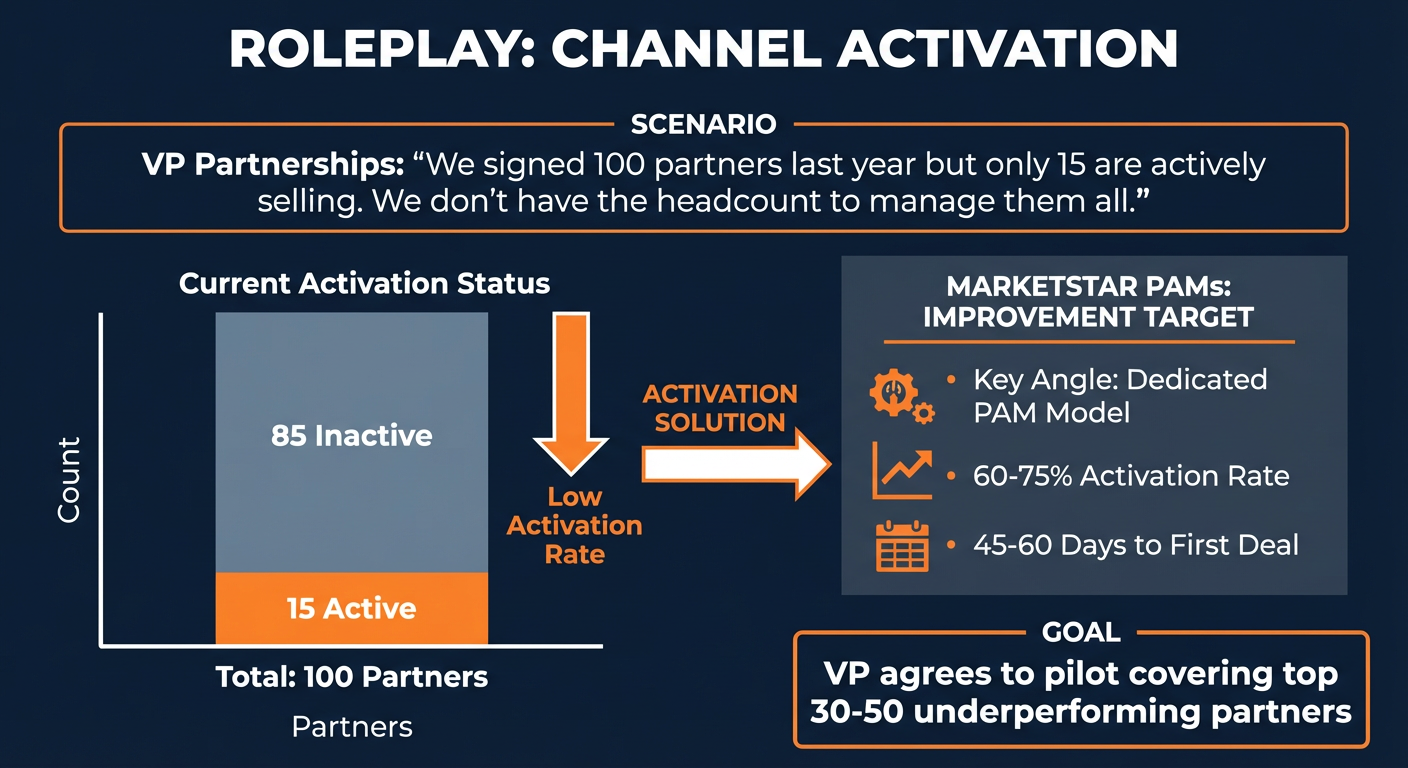 ROLEPLAY: CHANNEL ACTIVATION
SCENARIO
VP Partnerships: “We signed 100 partners last year but only 15 are actively
selling. We don’t have the headcount to manage them all.”
Current Activation Status
Count
85 Inactive
15 Active
Total: 100 Partners
Partners
Low
Activation
Rate
ACTIVATION
SOLUTION
MARKETSTAR PAMs:
IMPROVEMENT TARGET
• Key Angle: Dedicated
PAM Model
• 60-75% Activation Rate
• 45-60 Days to First Deal
GOAL
VP agrees to pilot covering top
30-50 underperforming partners